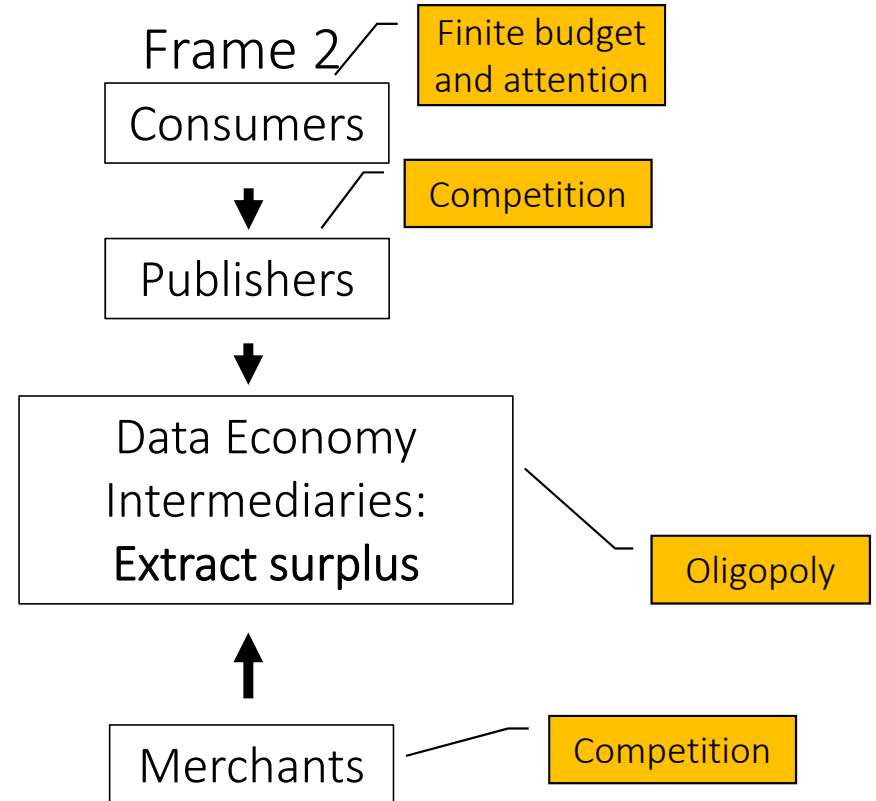 Frame 2
Finite budget
and attention
Consumers
Competition
Publishers
Data Economy
Intermediaries:
Extract surplus
Oligopoly
Competition
Merchants